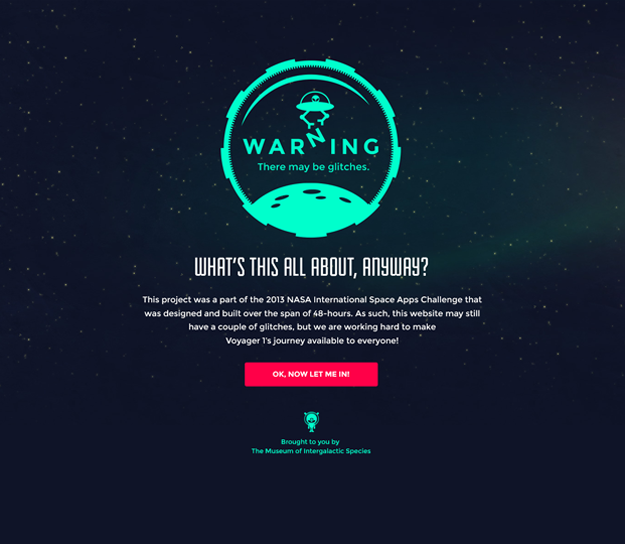 WARNING
There may be glitches.
WHAT'S THIS ALL ABOUT, ANYWAY?
This project was a part of the 2013 NASA International Space Apps Challenge that
was designed and built over the span of 48-hours. As such, this website may still
have a couple of glitches, but we are working hard to make
Voyager 1's journey available to everyone!
OK, NOW LET ME IN!
Brought to you by
The Museum of Intergalactic Species